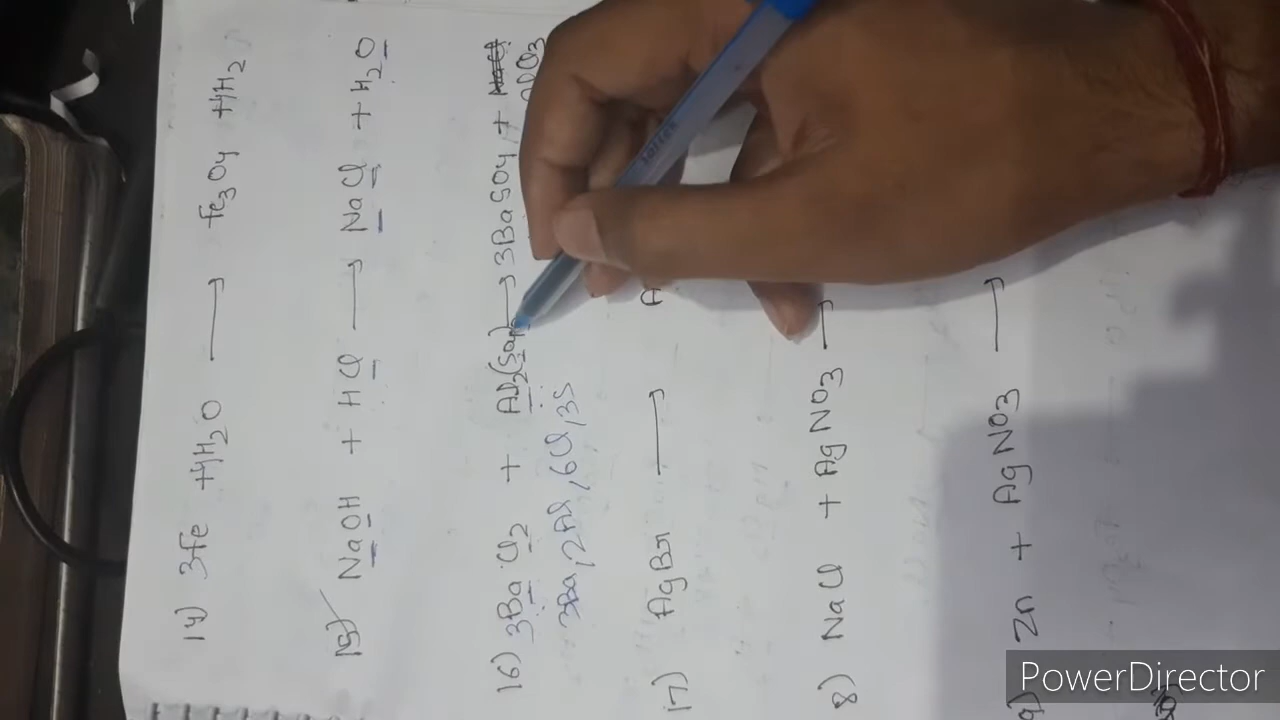 14) 3Fe + 4H2O ⟶ Fe3O4 + 4H2
15) NaOH + HCl ⟶ NaCl + H2O
16) 3BaCl2 + Al2(SO4) ⟶ 3BaSO4 +
3Ba, 2Al, 6Cl, 3S
17) AgBr ⟶ A
8) NaCl + AgNO3 ⟶
9) Zn + AgNO3 ⟶
PowerDirector